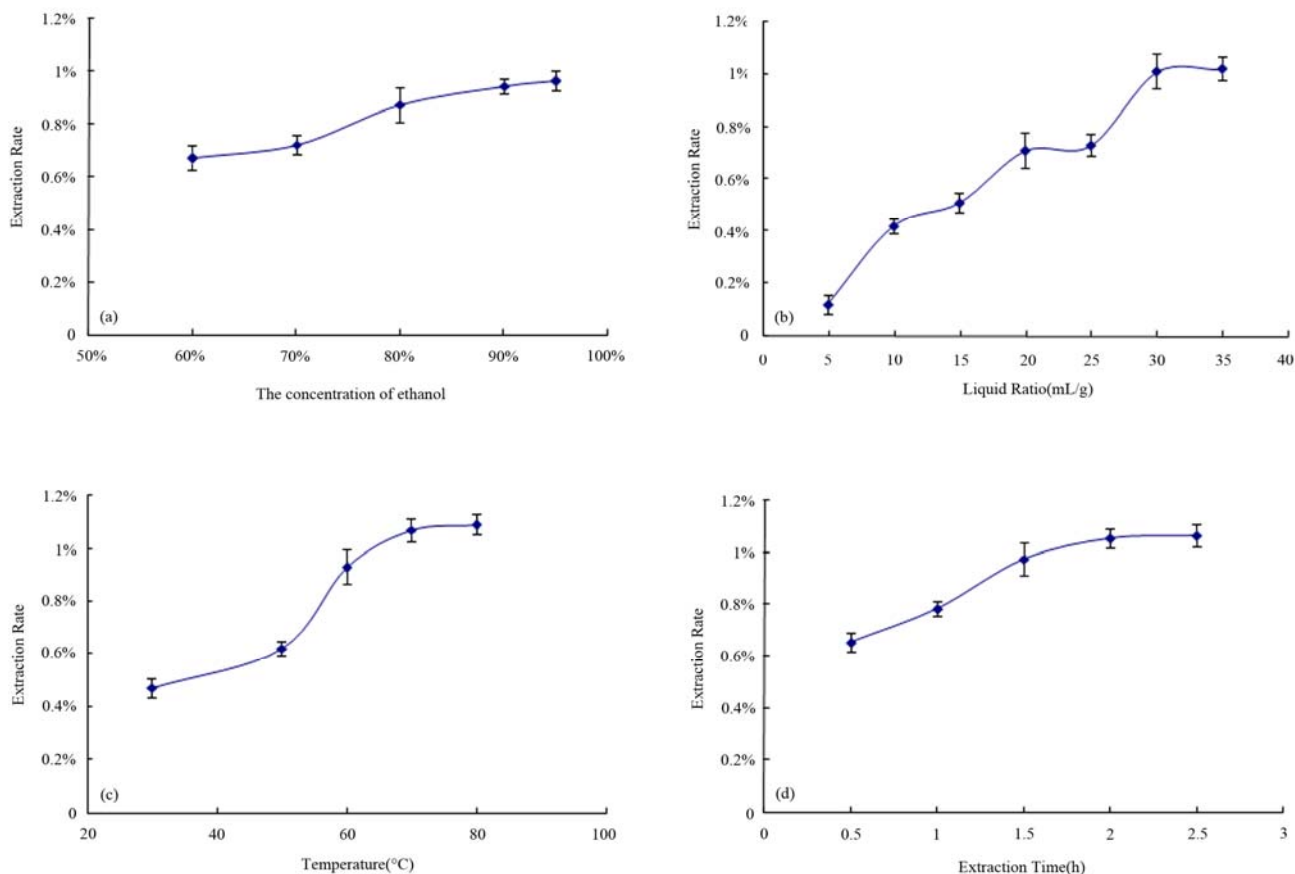 1.2%
1%
0.8%
0.6%
0.4%
0.2%
0
Extraction Rate
(a)
50% 60% 70% 80% 90% 100%
The concentration of ethanol
1.2%
1%
0.8%
0.6%
0.4%
0.2%
0
Extraction Rate
(b)
0 5 10 15 20 25 30 35 40
Liquid Ratio(mL/g)
1.2%
1%
0.8%
0.6%
0.4%
0.2%
0
Extraction Rate
(c)
20 40 60 80 100
Temperature(°C)
1.2%
1%
0.8%
0.6%
0.4%
0.2%
0
Extraction Rate
(d)
0 0.5 1 1.5 2 2.5 3
Extraction Time(h)